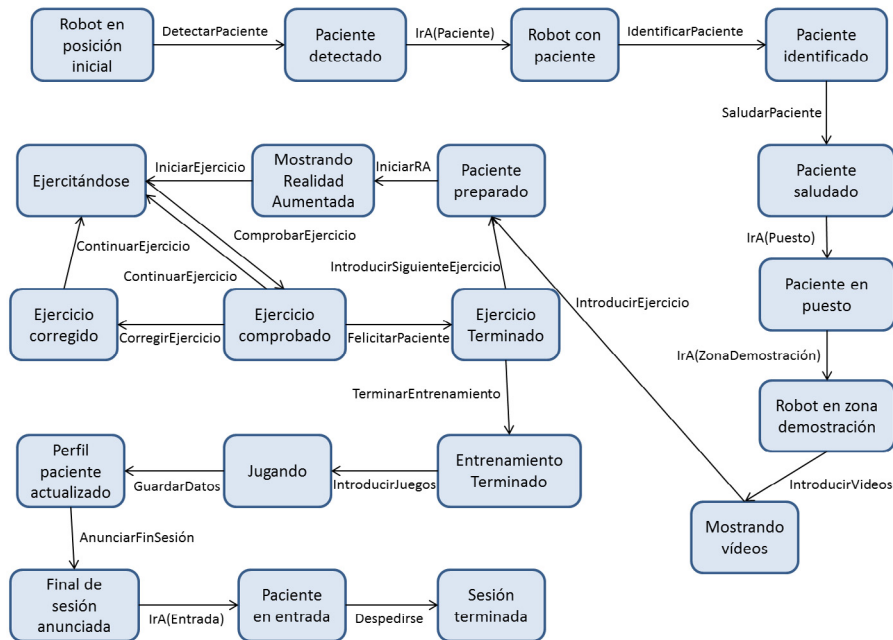 Robot en
posición
inicial
DetectarPaciente
Paciente
detectado
IrA(Paciente)
Robot con
paciente
IdentificarPaciente
Paciente
identificado
SaludarPaciente
Paciente
saludado
IrA(Puesto)
Paciente en
puesto
IrA(ZonaDemostración)
Robot en zona
demostración
IntroducirVideos
Mostrando
vídeos
IntroducirEjercicio
Paciente
preparado
IniciarRA
Mostrando
Realidad
Aumentada
IniciarEjercicio
Ejercitándose
ComprobarEjercicio
ContinuarEjercicio
ContinuarEjercicio
Ejercicio
corregido
CorregirEjercicio
Ejercicio
comprobado
FelicitarPaciente
Ejercicio
Terminado
IntroducirSiguienteEjercicio
TerminarEntrenamiento
Entrenamiento
Terminado
IntroducirJuegos
Jugando
GuardarDatos
Perfil
paciente
actualizado
AnunciarFinSesión
Final de
sesión
anunciada
IrA(Entrada)
Paciente
en entrada
Despedirse
Sesión
terminada